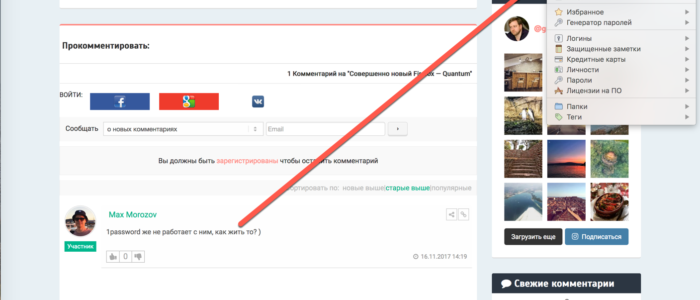 Прокомментировать:
1 Комментарий на "Совершенно новый Firefox — Quantum"
ВОЙТИ:
Сообщать
о новых комментариях
Email
Вы должны быть зарегистрированы чтобы оставить комментарий
сортировать по: новые выше|старые выше|популярные
Max Morozov
1password же не работает с ним, как жить то? )
Участник
0
16.11.2017 14:19
Избранное
Генератор паролей
Логины
Защищенные заметки
Кредитные карты
Личности
Пароли
Лицензии на ПО
Папки
Теги
Загрузить еще
Подписаться
Свежие комментарии